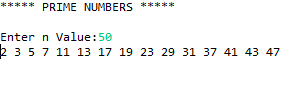 ***** PRIME NUMBERS *****
Enter n Value:50
2 3 5 7 11 13 17 19 23 29 31 37 41 43 47